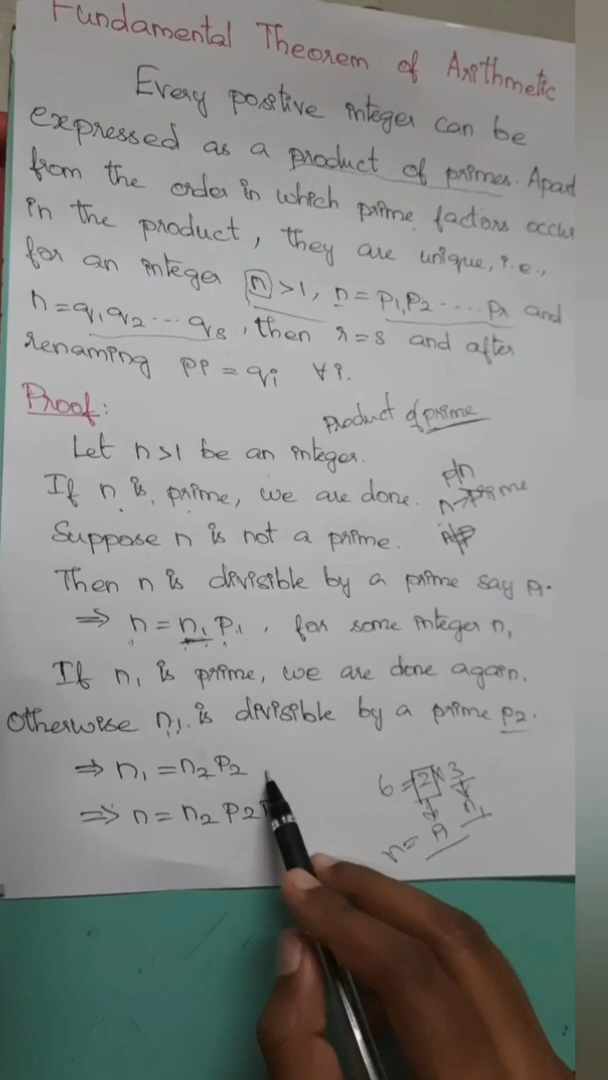 Fundamental Theorem of Arithmetic
Every positive integer can be
expressed as a product of primes. Apart
from the order in which prime factors occur
in the product, they are unique, i.e.,
for an integer n > 1, n = p1, p2 ..... pr and
n = q1 q2 ... qs, then r = s and after
renaming pi = qi ∀i.
Proof:
Product of prime
Let n > 1 be an integer.
If n is prime, we are done.
n → prime
Suppose n is not a prime.
Then n is divisible by a prime say p1.
⇒ n = n1 p1, for some integer n1
If n1 is prime, we are done again.
Otherwise n1 is divisible by a prime p2.
⇒ n1 = n2 p2
6 = 2 × 3
⇒ n = n2 p2
n = p1 n1